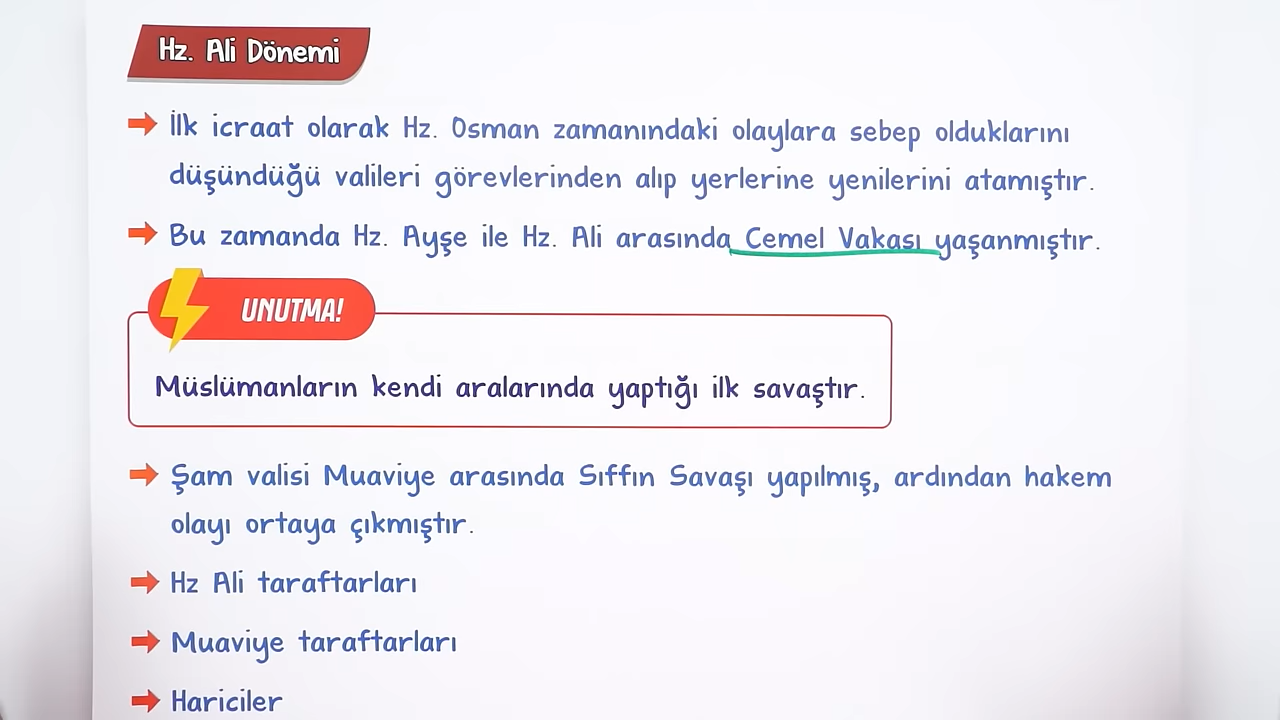 Hz. Ali Dönemi
İlk icraat olarak Hz. Osman zamanındaki olaylara sebep olduklarını
düşündüğü valileri görevlerinden alıp yerlerine yenilerini atamıştır.
Bu zamanda Hz. Ayşe ile Hz. Ali arasında Cemel Vakası yaşanmıştır.
UNUTMA!
Müslümanların kendi aralarında yaptığı ilk savaştır.
Şam valisi Muaviye arasında Sıffın Savaşı yapılmış, ardından hakem
olayı ortaya çıkmıştır.
Hz Ali taraftarları
Muaviye taraftarları
Hariciler